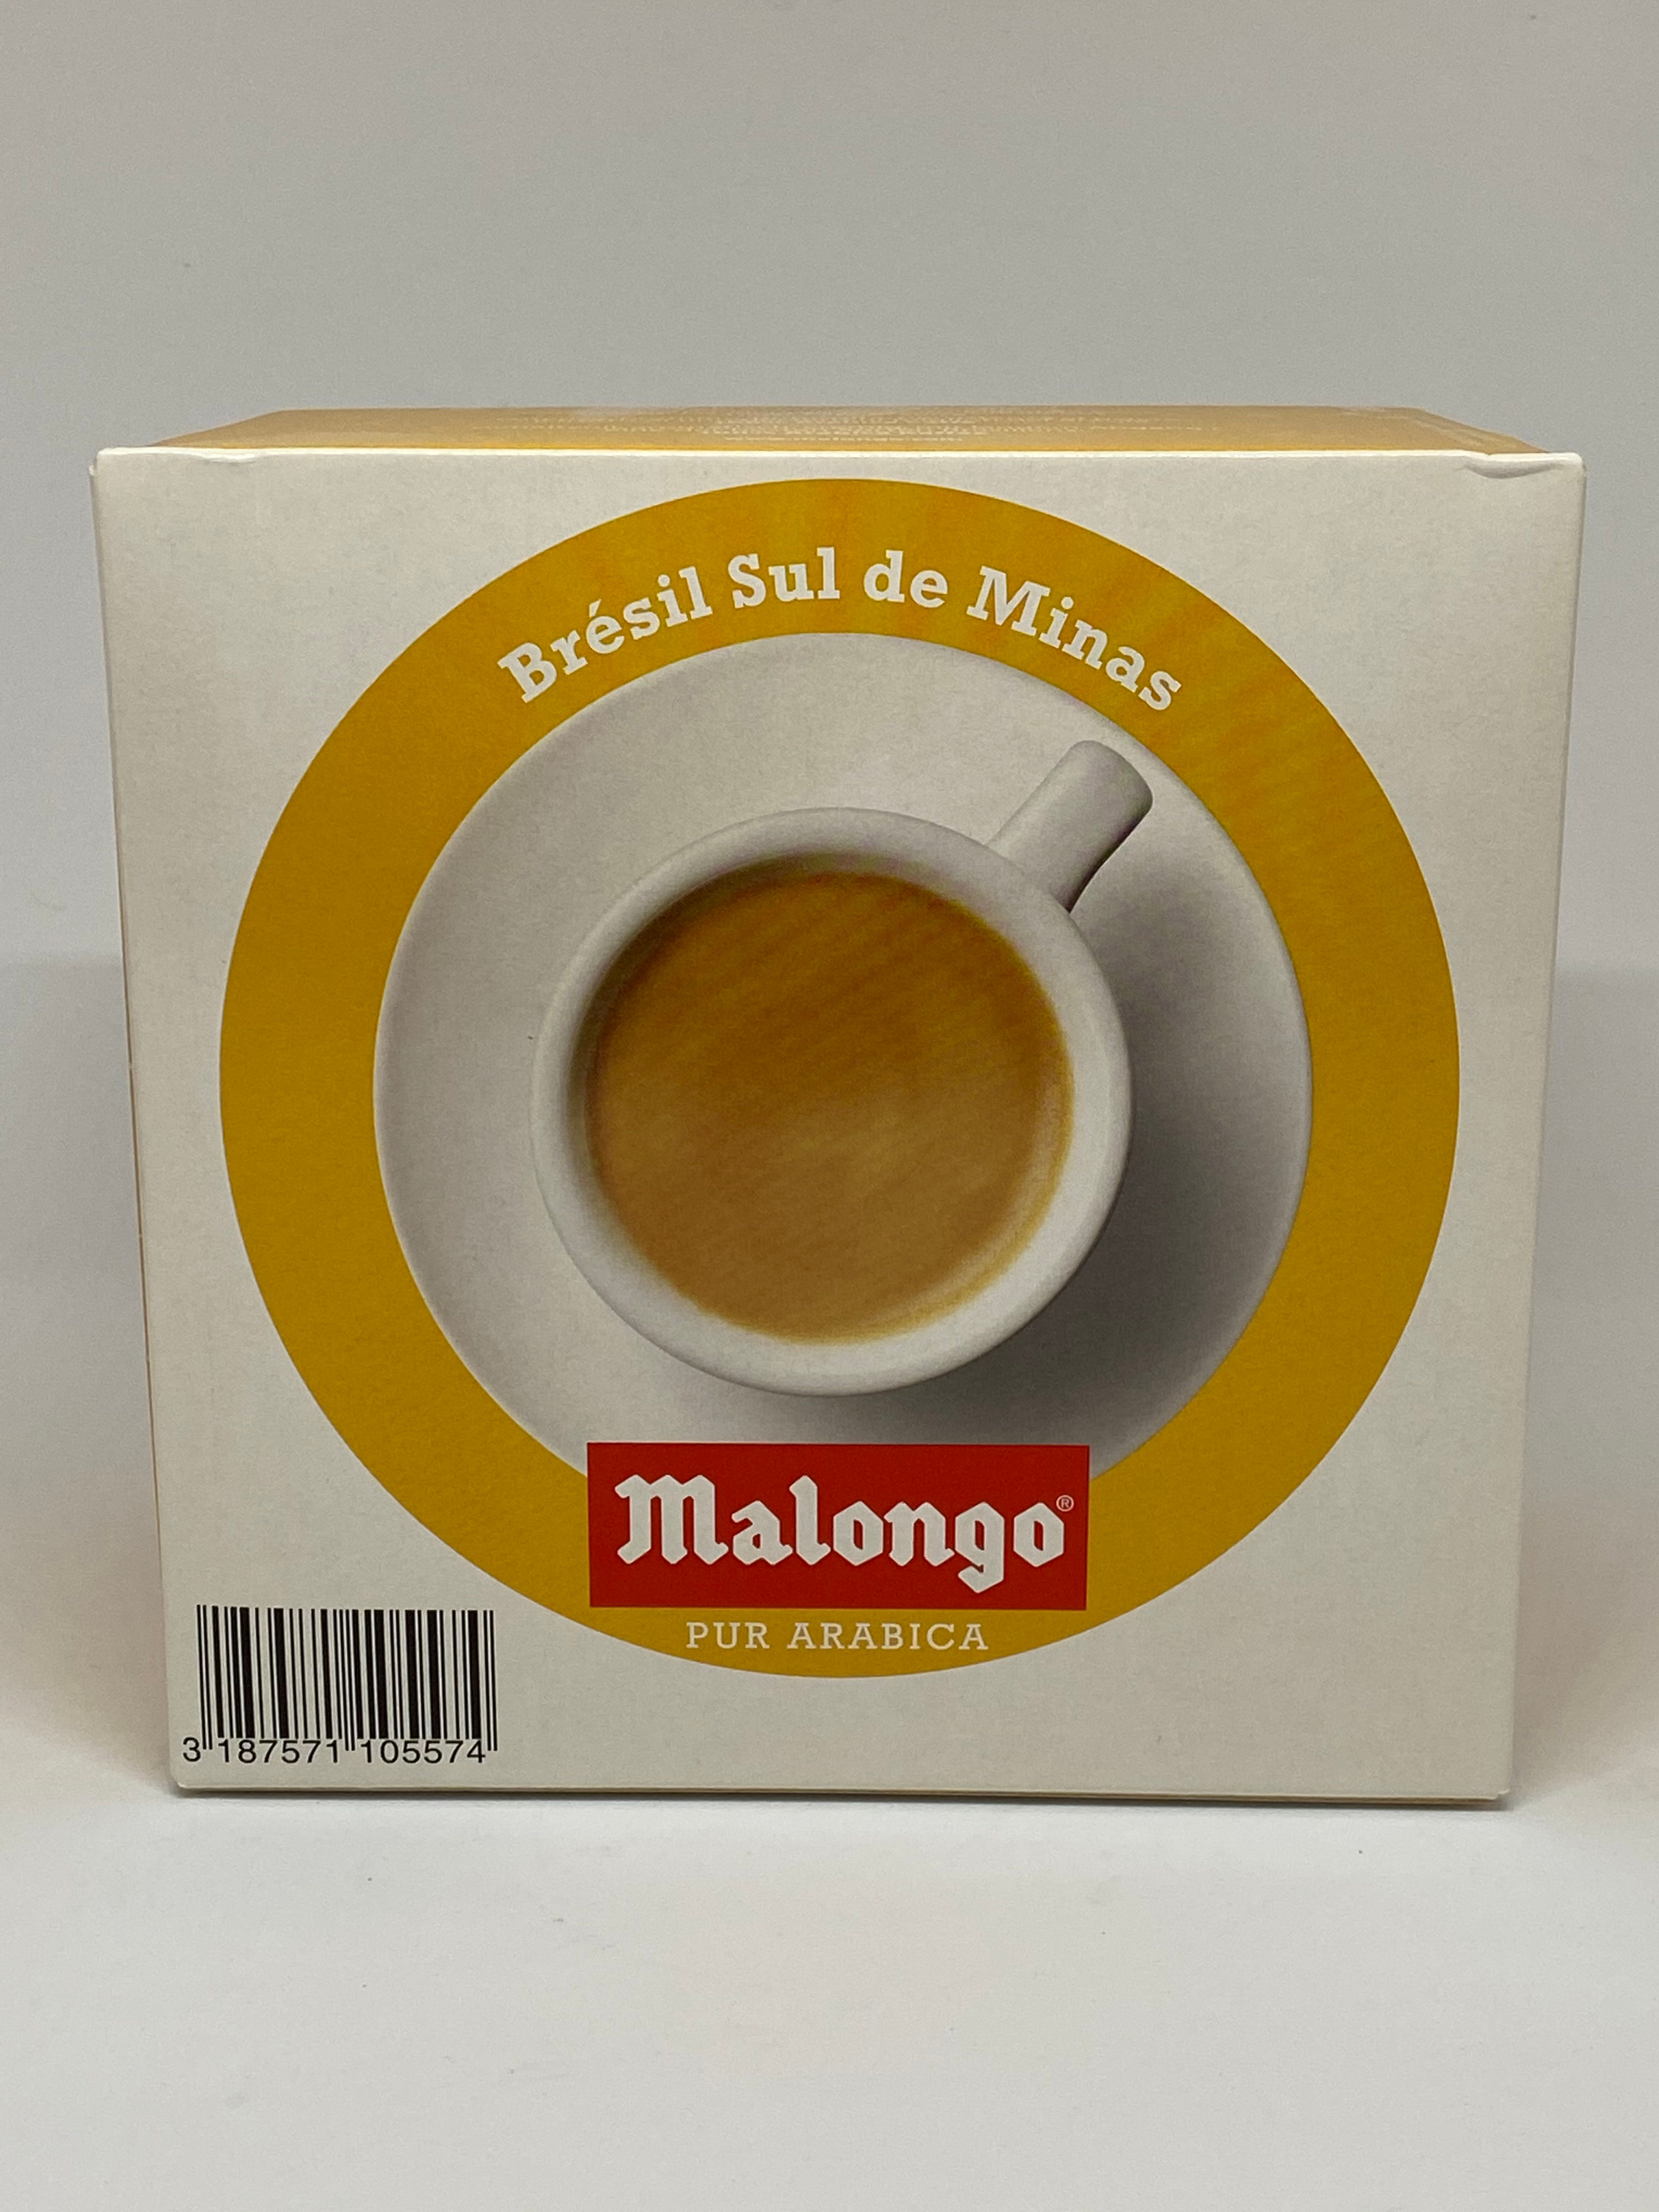 Brésil Sul de Minas
Malongo®
PUR ARABICA
3 187571 105574